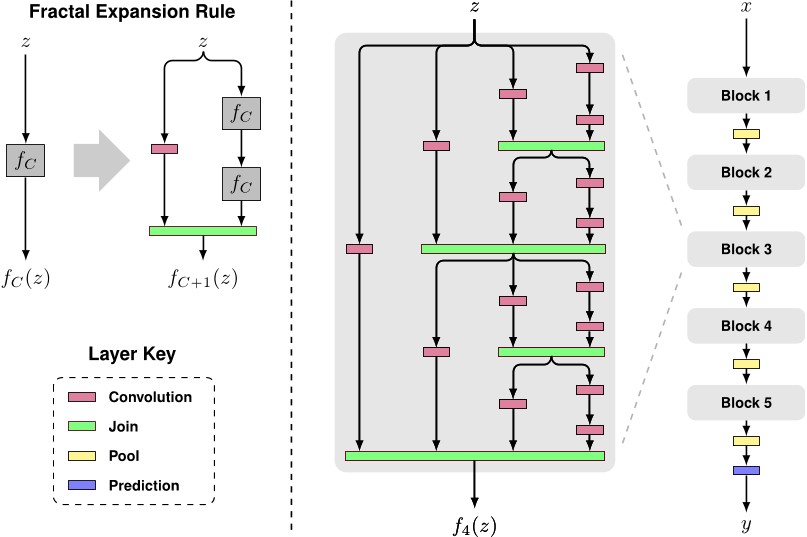 Fractal Expansion Rule
z
f_C
f_C(z)
z
f_C
f_C
f_{C+1}(z)
Layer Key
Convolution
Join
Pool
Prediction
z
f_4(z)
x
Block 1
Block 2
Block 3
Block 4
Block 5
y